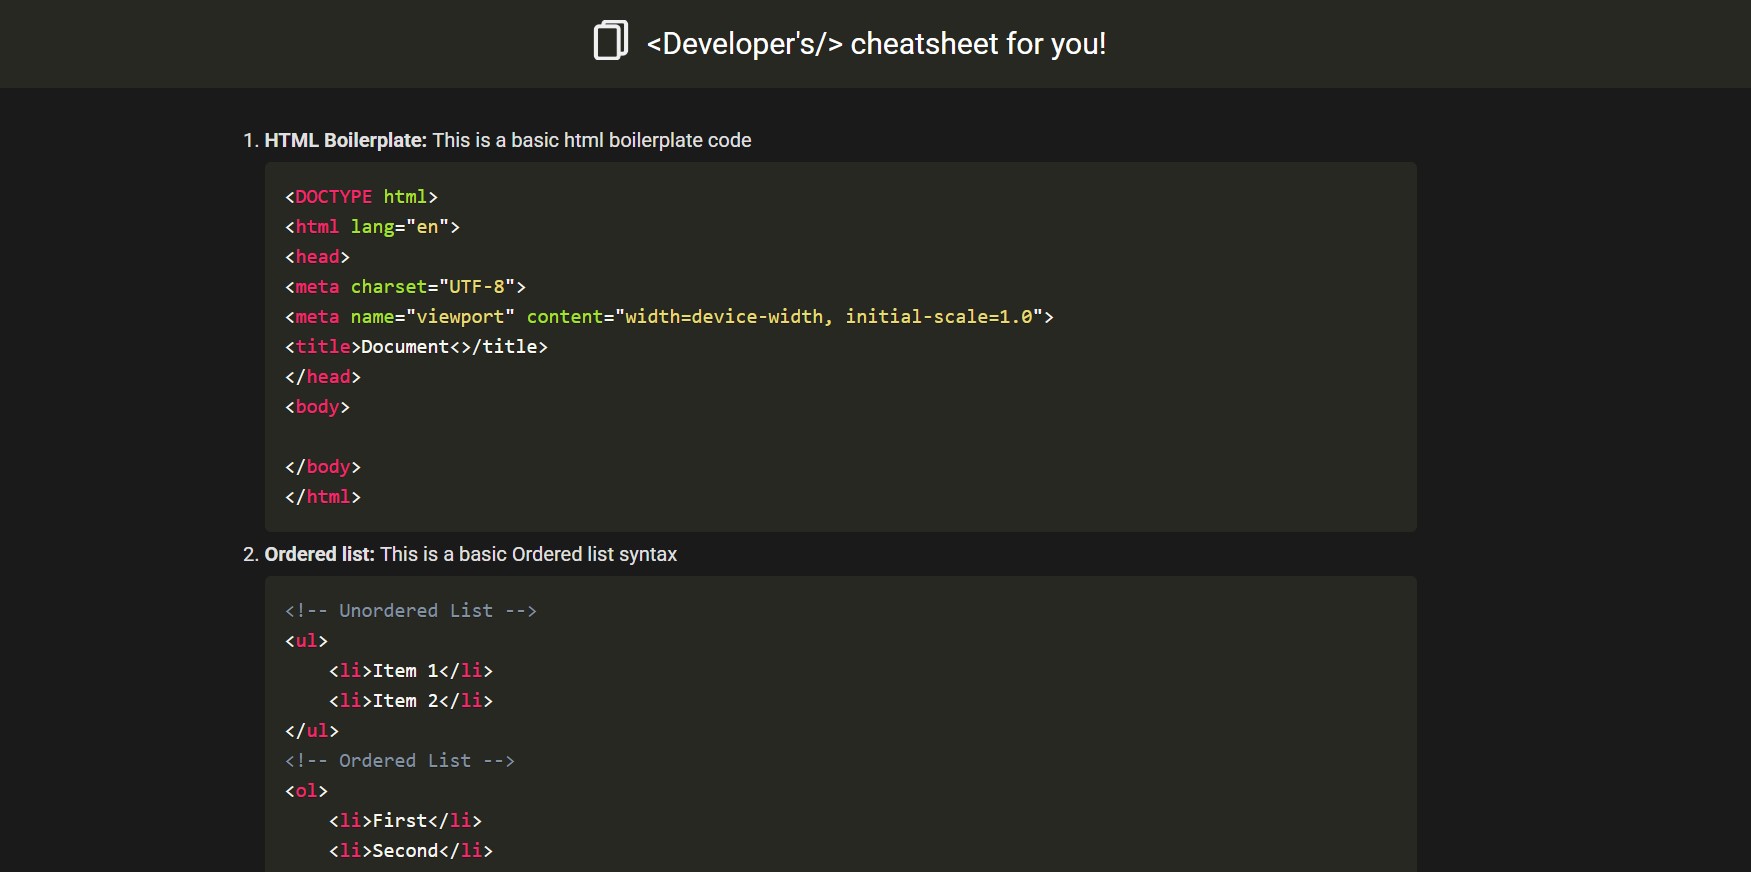 <Developer's/> cheatsheet for you!
1. HTML Boilerplate: This is a basic html boilerplate code
<DOCTYPE html>
<html lang="en">
<head>
<meta charset="UTF-8">
<meta name="viewport" content="width=device-width, initial-scale=1.0">
<title>Document<>/title>
</head>
<body>
</body>
</html>
2. Ordered list: This is a basic Ordered list syntax
<!-- Unordered List -->
<ul>
    <li>Item 1</li>
    <li>Item 2</li>
</ul>
<!-- Ordered List -->
<ol>
    <li>First</li>
    <li>Second</li>